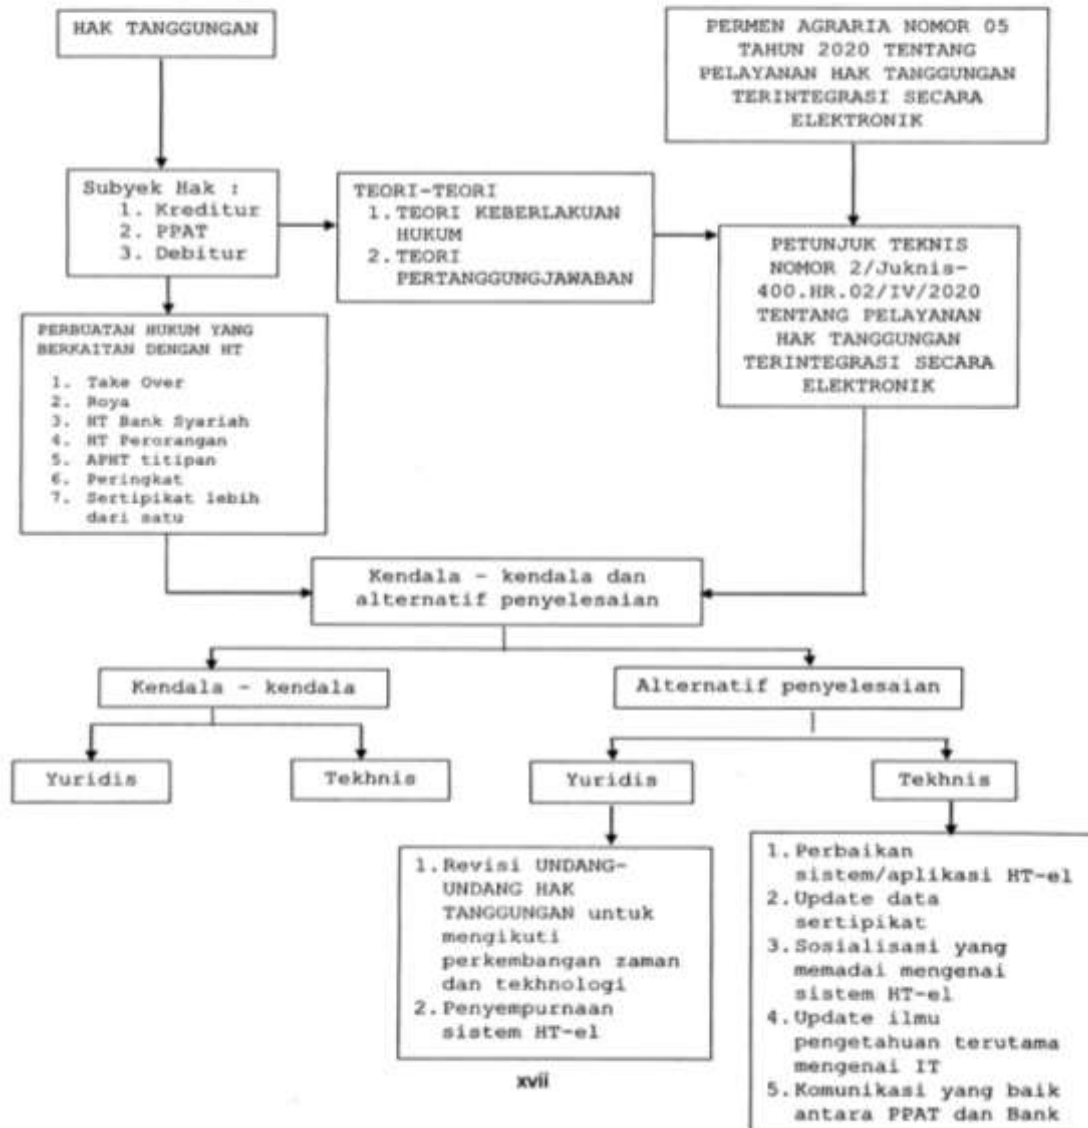 HAK TANGGUNGAN
PERMEN AGRARIA NOMOR 05
TAHUN 2020 TENTANG
PELAYANAN HAK TANGGUNGAN
TERINTEGRASI SECARA
ELEKTRONIK
Subyek Hak :
1. Kreditur
2. PPAT
3. Debitur
TEORI-TEORI
1. TEORI KEBERLAKUAN
HUKUM
2. TEORI
PERTANGGUNGJAWABAN
PETUNJUK TEKNIS
NOMOR 2/Juknis-
400.HR.02/IV/2020
TENTANG PELAYANAN
HAK TANGGUNGAN
TERINTEGRASI SECARA
ELEKTRONIK
PERBUATAN HUKUM YANG
BERKAITAN DENGAN HT
1. Take Over
2. Roya
3. HT Bank Syariah
4. HT Perorangan
5. APHT titipan
6. Peringkat
7. Sertipikat lebih
dari satu
Kendala - kendala dan
alternatif penyelesaian
Kendala - kendala
Alternatif penyelesaian
Yuridis
Tekhnis
Yuridis
Tekhnis
1. Revisi UNDANG-
UNDANG HAK
TANGGUNGAN untuk
mengikuti
perkembangan zaman
dan tekhnologi
2. Penyempurnaan
sistem HT-el
1. Perbaikan
sistem/aplikasi HT-el
2. Update data
sertipikat
3. Sosialisasi yang
memadai mengenai
sistem HT-el
4. Update ilmu
pengetahuan terutama
mengenai IT
5. Komunikasi yang baik
antara PPAT dan Bank
xvii